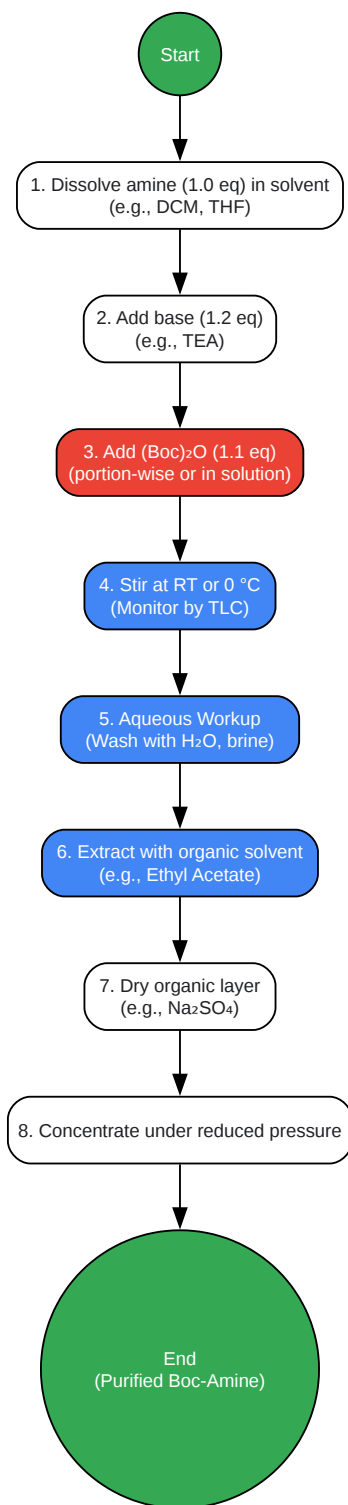 Start
1. Dissolve amine (1.0 eq) in solvent
(e.g., DCM, THF)
2. Add base (1.2 eq)
(e.g., TEA)
3. Add (Boc)₂O (1.1 eq)
(portion-wise or in solution)
4. Stir at RT or 0 °C
(Monitor by TLC)
5. Aqueous Workup
(Wash with H₂O, brine)
6. Extract with organic solvent
(e.g., Ethyl Acetate)
7. Dry organic layer
(e.g., Na₂SO₄)
8. Concentrate under reduced pressure
End
(Purified Boc-Amine)